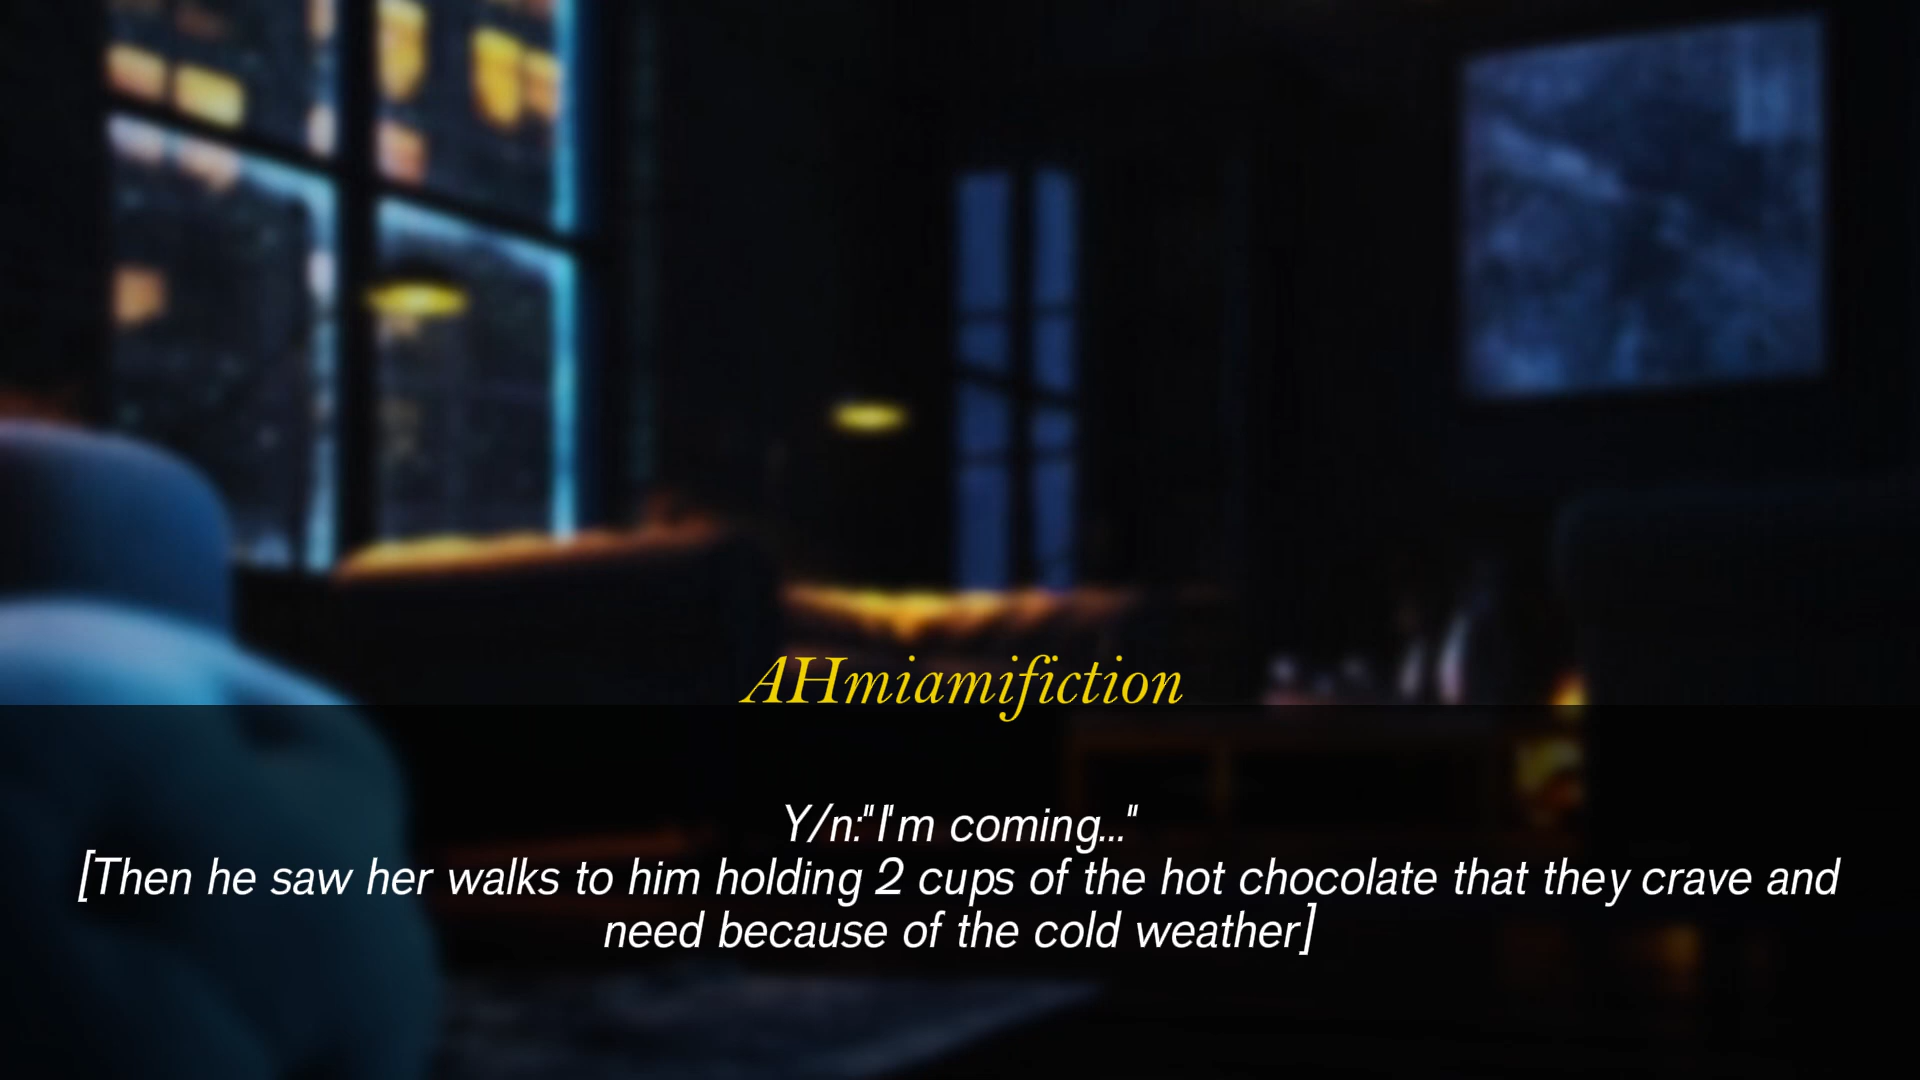 AHmiamifiction
Y/n:"I'm coming..."
[Then he saw her walks to him holding 2 cups of the hot chocolate that they crave and
need because of the cold weather]